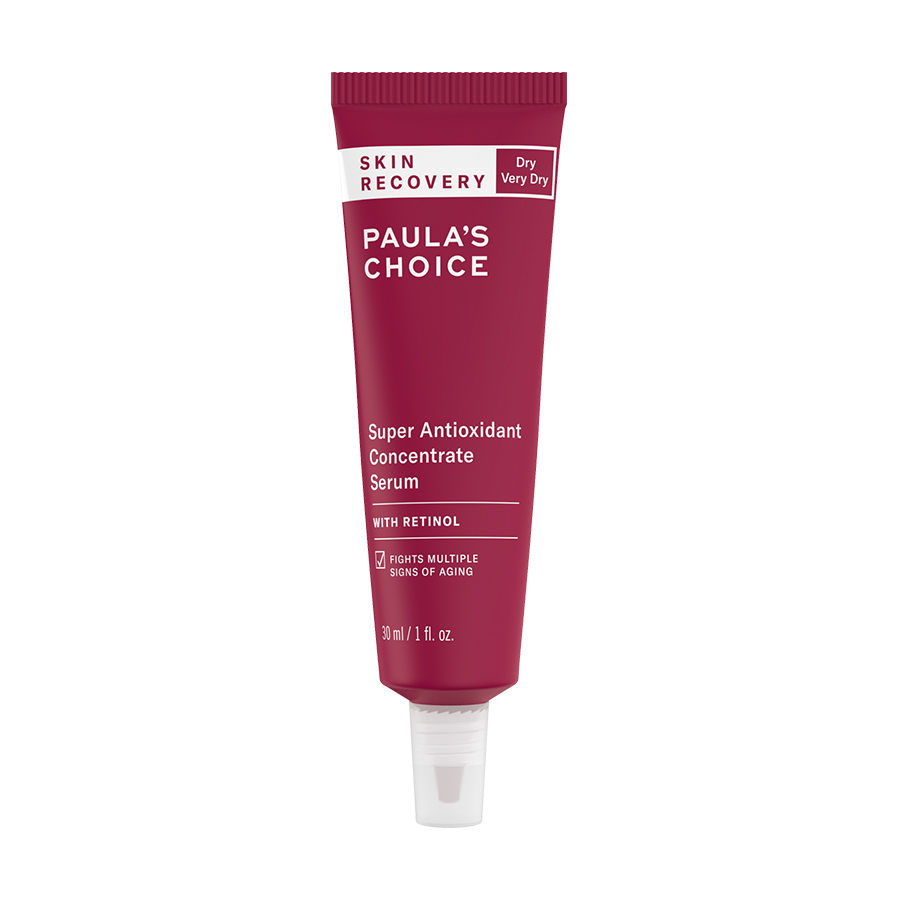 SKIN
RECOVERY
Dry
Very Dry
PAULA'S
CHOICE
Super Antioxidant
Concentrate
Serum
WITH RETINOL
FIGHTS MULTIPLE
SIGNS OF AGING
30 ml / 1 fl. oz.